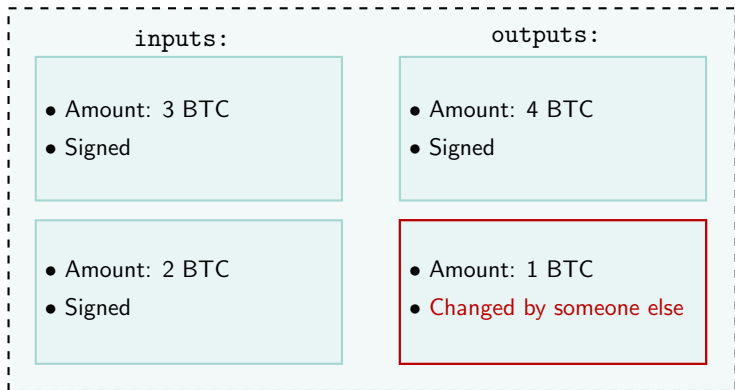 inputs:
• Amount: 3 BTC
• Signed
• Amount: 2 BTC
• Signed
outputs:
• Amount: 4 BTC
• Signed
• Amount: 1 BTC
• Changed by someone else